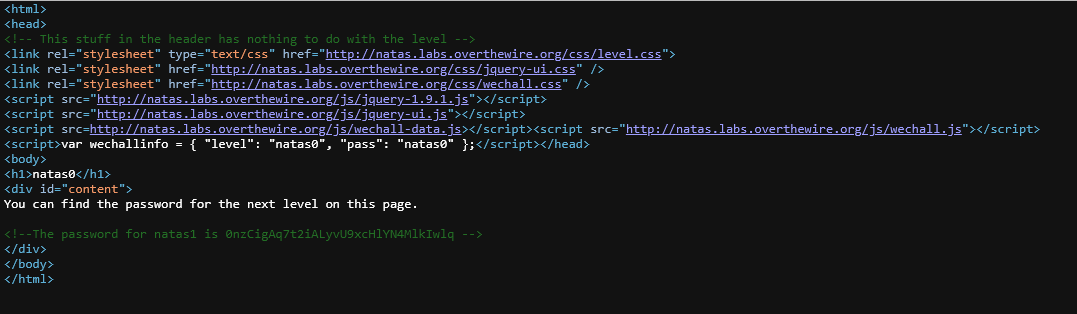 <html>
<head>
<!-- This stuff in the header has nothing to do with the level -->
<link rel="stylesheet" type="text/css" href="http://natas.labs.overthewire.org/css/level.css">
<link rel="stylesheet" href="http://natas.labs.overthewire.org/css/jquery-ui.css" />
<link rel="stylesheet" href="http://natas.labs.overthewire.org/css/wechall.css" />
<script src="http://natas.labs.overthewire.org/js/jquery-1.9.1.js"></script>
<script src="http://natas.labs.overthewire.org/js/jquery-ui.js"></script>
<script src=http://natas.labs.overthewire.org/js/wechall-data.js></script><script src="http://natas.labs.overthewire.org/js/wechall.js"></script>
<script>var wechallinfo = { "level": "natas0", "pass": "natas0" };</script></head>
<body>
<h1>natas0</h1>
<div id="content">
You can find the password for the next level on this page.
<!--The password for natas1 is 0nzCigAq7t2iALyvU9xcHlYN4MlkIwlq -->
</div>
</body>
</html>